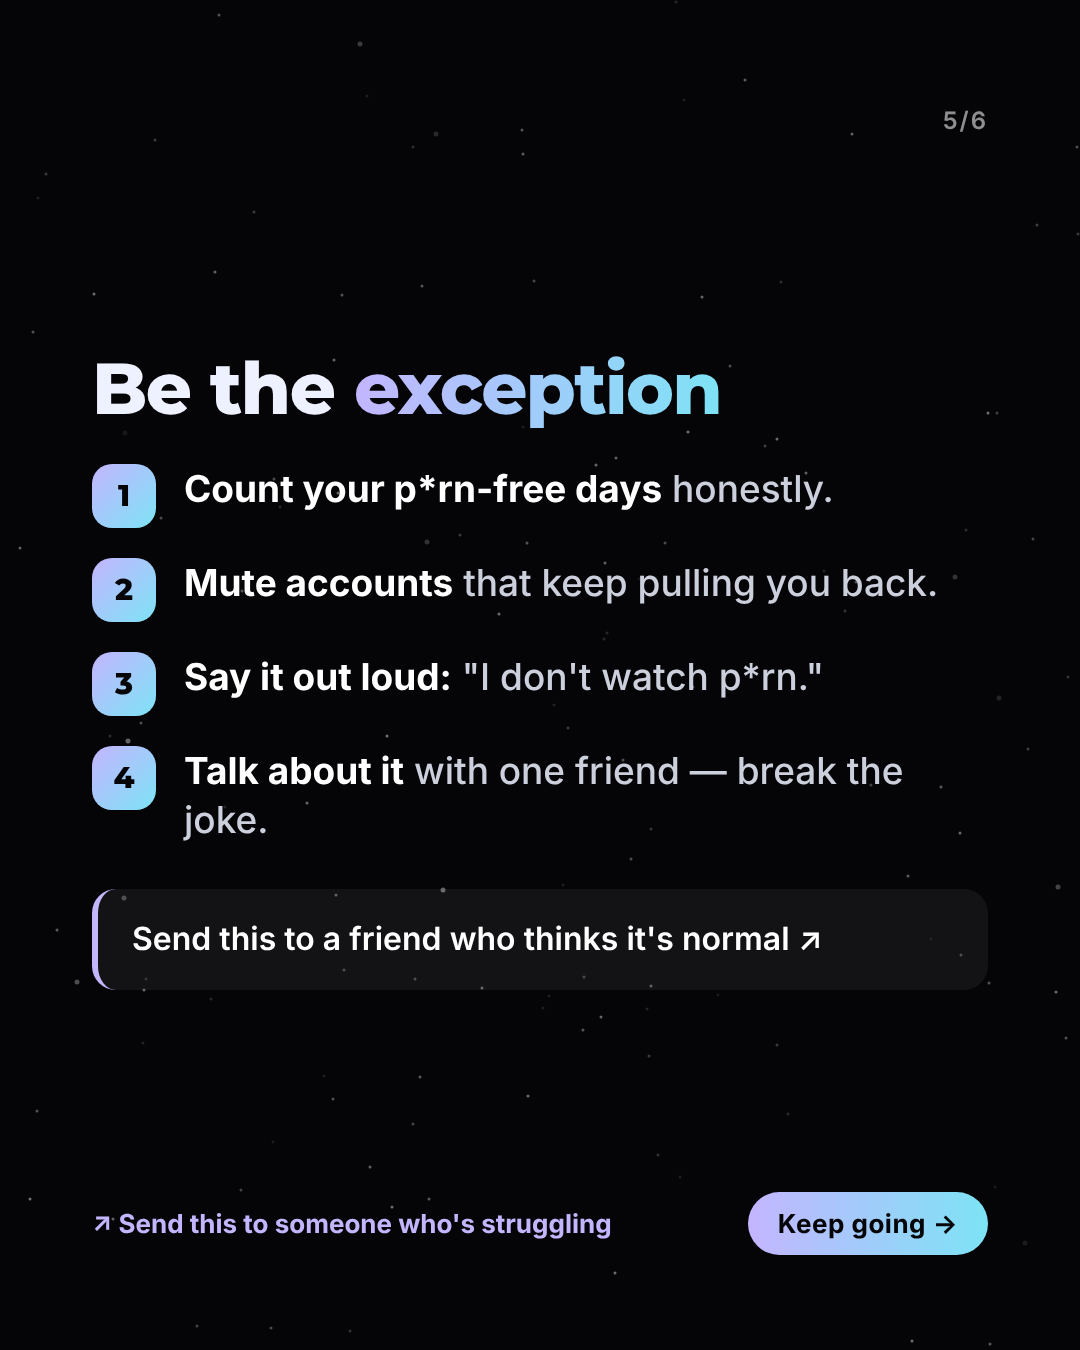 5/6
Be the exception
1 Count your p*rn-free days honestly.
2 Mute accounts that keep pulling you back.
3 Say it out loud: "I don't watch p*rn."
4 Talk about it with one friend — break the
joke.
Send this to a friend who thinks it's normal ↗
↗ Send this to someone who's struggling
Keep going →